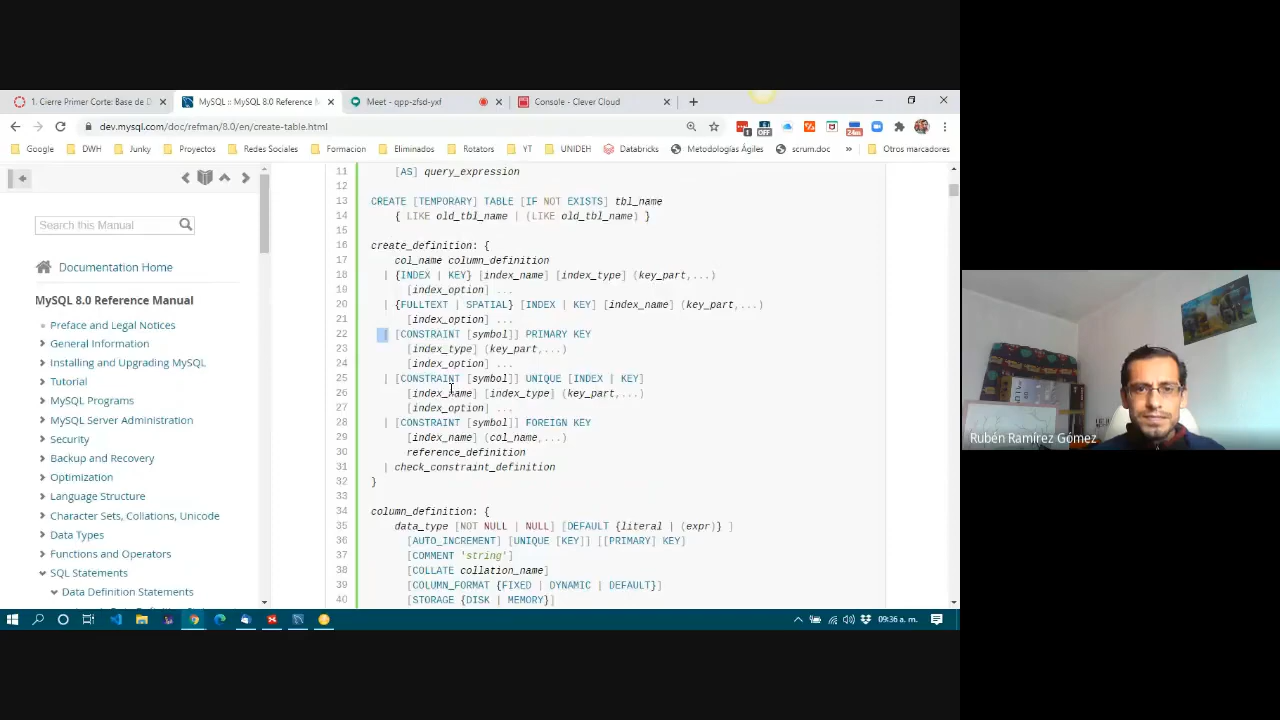 1. Cierre Primer Corte: Base de D
MySQL :: MySQL 8.0 Reference M
Meet - qpp-zfsd-yxf
Console - Clever Cloud
dev.mysql.com/doc/refman/8.0/en/create-table.html
1
OFF
24m
Google
DWH
Junky
Proyectos
Redes Sociales
Formacion
Eliminados
Rotators
YT
UNIDEH
Databricks
Metodologías Ágiles
scrum.doc
»
Otros marcadores
Search this Manual
Documentation Home
MySQL 8.0 Reference Manual
Preface and Legal Notices
General Information
Installing and Upgrading MySQL
Tutorial
MySQL Programs
MySQL Server Administration
Security
Backup and Recovery
Optimization
Language Structure
Character Sets, Collations, Unicode
Data Types
Functions and Operators
SQL Statements
Data Definition Statements
11 [AS] query_expression
12
13 CREATE [TEMPORARY] TABLE [IF NOT EXISTS] tbl_name
14 { LIKE old_tbl_name | (LIKE old_tbl_name) }
15
16 create_definition: {
17 col_name column_definition
18 | {INDEX | KEY} [index_name] [index_type] (key_part,...)
19 [index_option] ...
20 | {FULLTEXT | SPATIAL} [INDEX | KEY] [index_name] (key_part,...)
21 [index_option] ...
22 | [CONSTRAINT [symbol]] PRIMARY KEY
23 [index_type] (key_part,...)
24 [index_option] ...
25 | [CONSTRAINT [symbol]] UNIQUE [INDEX | KEY]
26 [index_name] [index_type] (key_part,...)
27 [index_option] ...
28 | [CONSTRAINT [symbol]] FOREIGN KEY
29 [index_name] (col_name,...)
30 reference_definition
31 | check_constraint_definition
32 }
33
34 column_definition: {
35 data_type [NOT NULL | NULL] [DEFAULT {literal | (expr)} ]
36 [AUTO_INCREMENT] [UNIQUE [KEY]] [[PRIMARY] KEY]
37 [COMMENT 'string']
38 [COLLATE collation_name]
39 [COLUMN_FORMAT {FIXED | DYNAMIC | DEFAULT}]
40 [STORAGE {DISK | MEMORY}]
09:36 a. m.
Rubén Ramírez Gómez